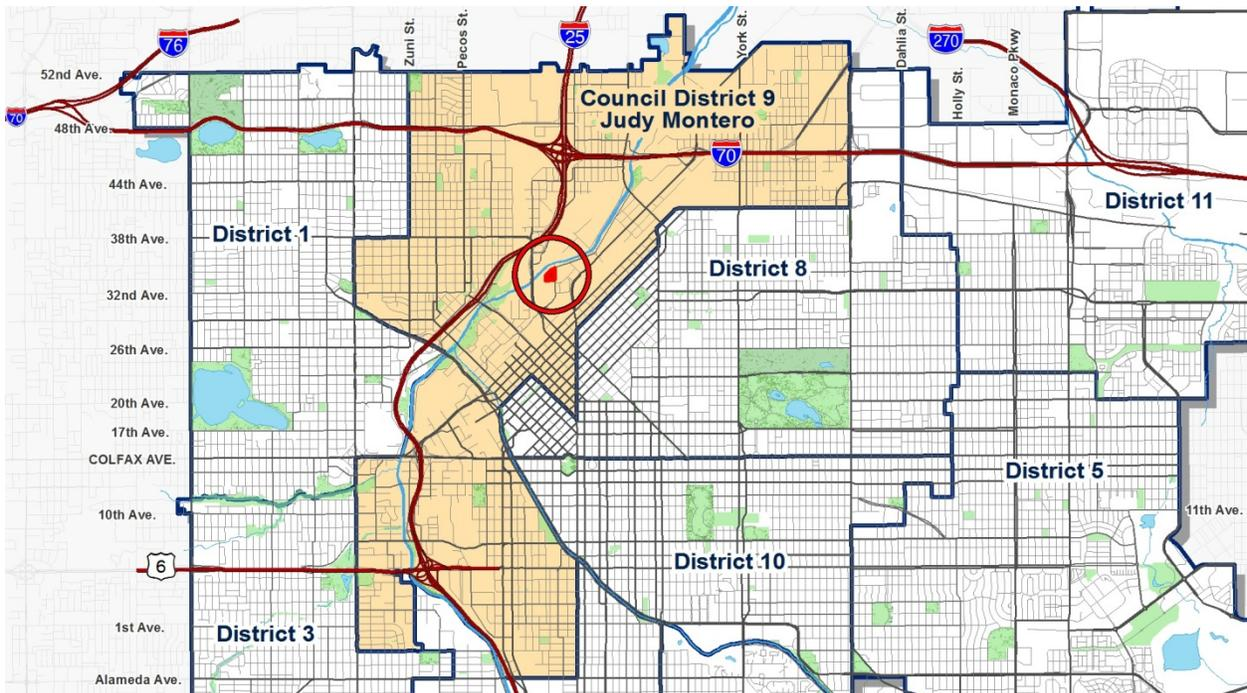 76
25
270
52nd Ave.
Zuni St.
Pecos St.
York St.
Dahlia St.
Holly St.
Monaco Pkwy
Council District 9
Judy Montero
70
48th Ave.
70
44th Ave.
District 11
District 1
38th Ave.
District 8
32nd Ave.
26th Ave.
20th Ave.
17th Ave.
COLFAX AVE.
District 5
10th Ave.
11th Ave.
6
District 10
1st Ave.
District 3
Alameda Ave.